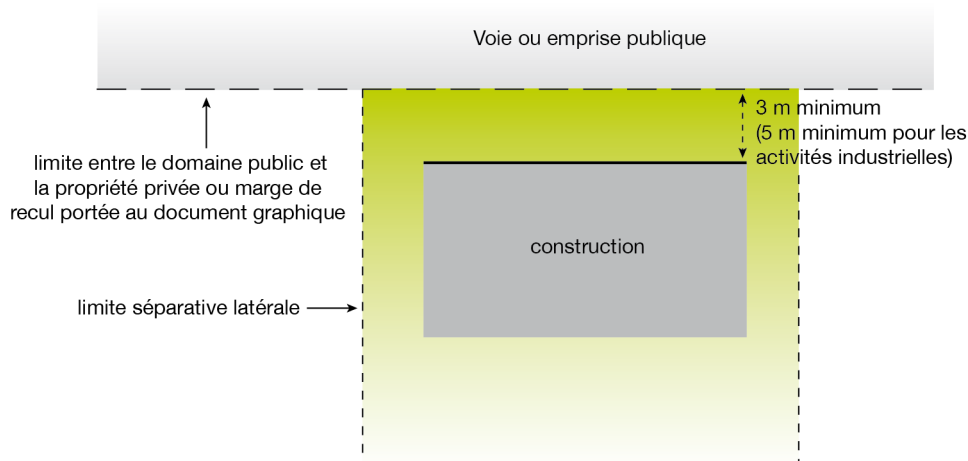 Voie ou emprise publique
3 m minimum
(5 m minimum pour les
activités industrielles)
limite entre le domaine public et
la propriété privée ou marge de
recul portée au document graphique
construction
limite séparative latérale